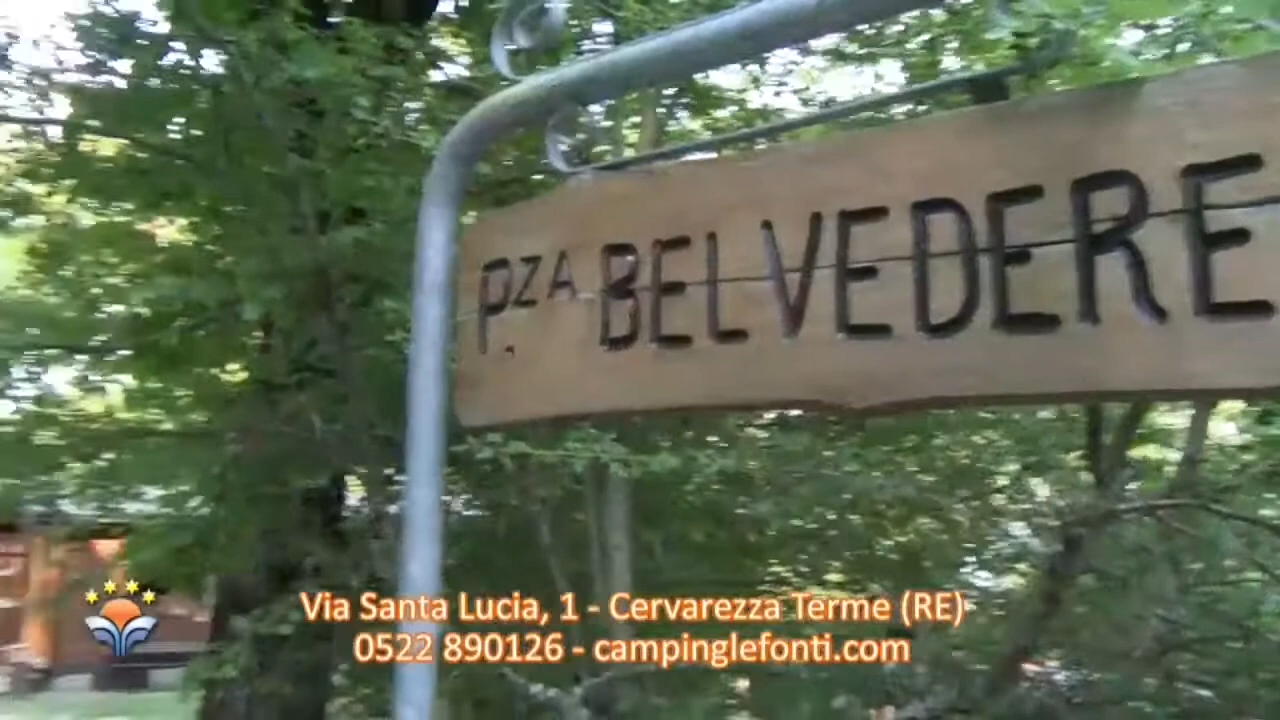 P.ZA BELVEDERE
Via Santa Lucia, 1 - Cervarezza Terme (RE)
0522 890126 - campinglefonti.com